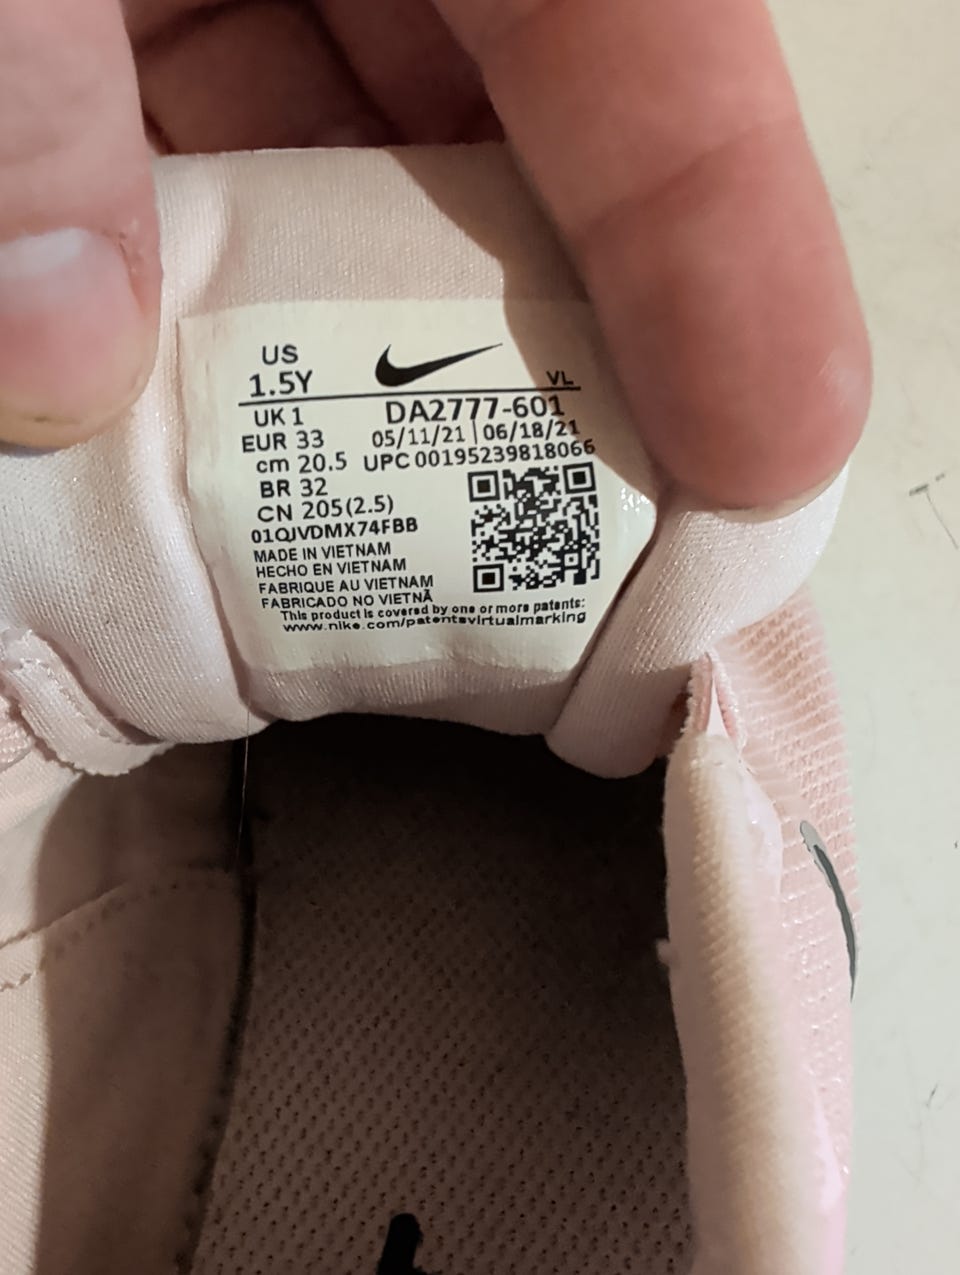 US
1.5Y
VL
UK 1
DA2777-601
EUR 33
05/11/21 | 06/18/21
cm 20.5
UPC 00195239818066
BR 32
CN 205(2.5)
01QJVDMX74FBB
MADE IN VIETNAM
HECHO EN VIETNAM
FABRIQUE AU VIETNAM
FABRICADO NO VIETNÃ
This product is covered by one or more patents:
www.nike.com/patentsvirtualmarking